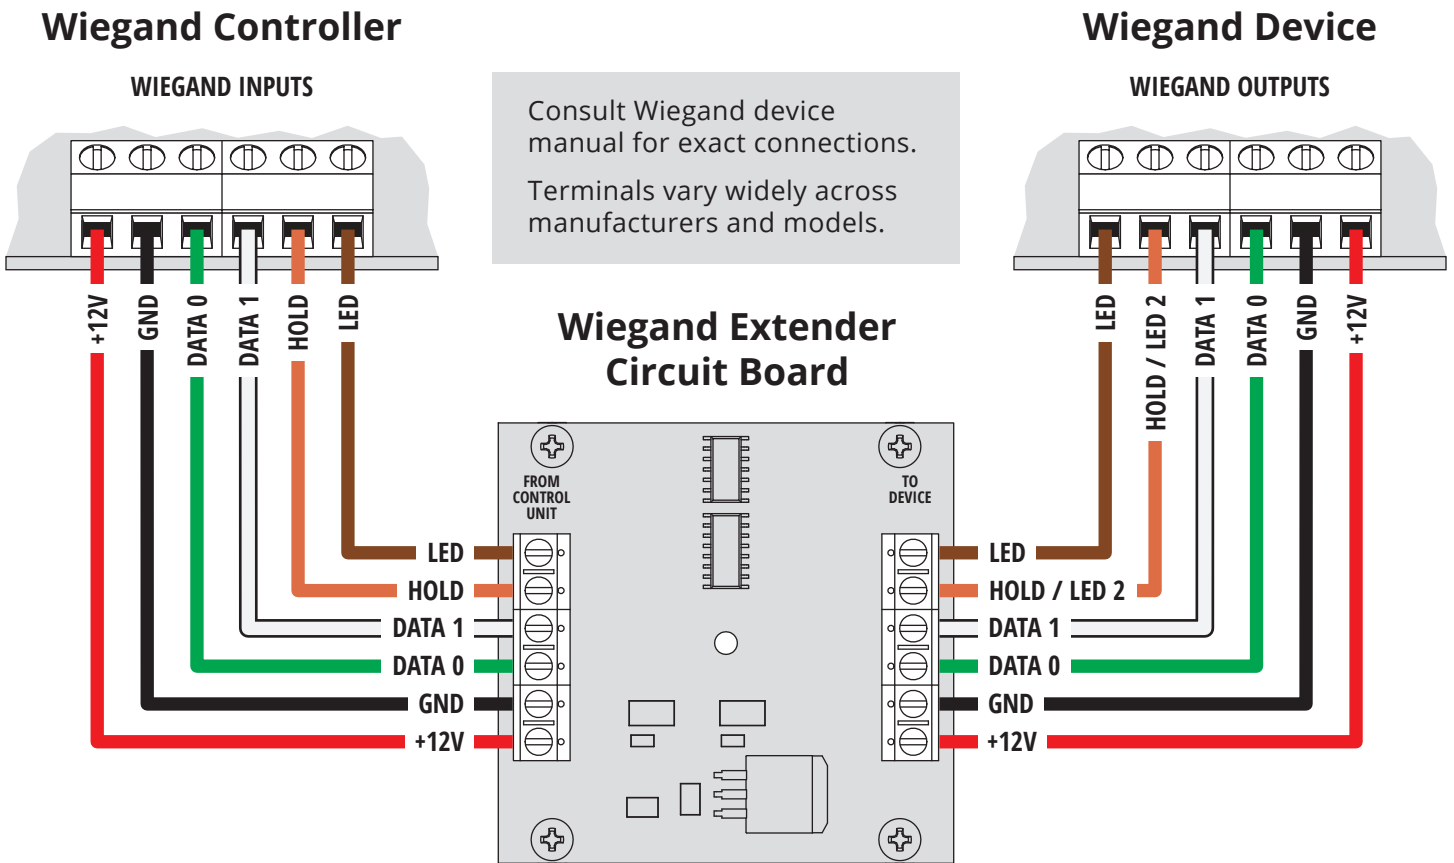 Wiegand Controller
WIEGAND INPUTS
+12V
GND
DATA 0
DATA 1
HOLD
LED
Consult Wiegand device
manual for exact connections.
Terminals vary widely across
manufacturers and models.
Wiegand Device
WIEGAND OUTPUTS
LED
HOLD / LED 2
DATA 1
DATA 0
GND
+12V
Wiegand Extender
Circuit Board
FROM
CONTROL
UNIT
TO
DEVICE
LED
HOLD
DATA 1
DATA 0
GND
+12V
LED
HOLD / LED 2
DATA 1
DATA 0
GND
+12V